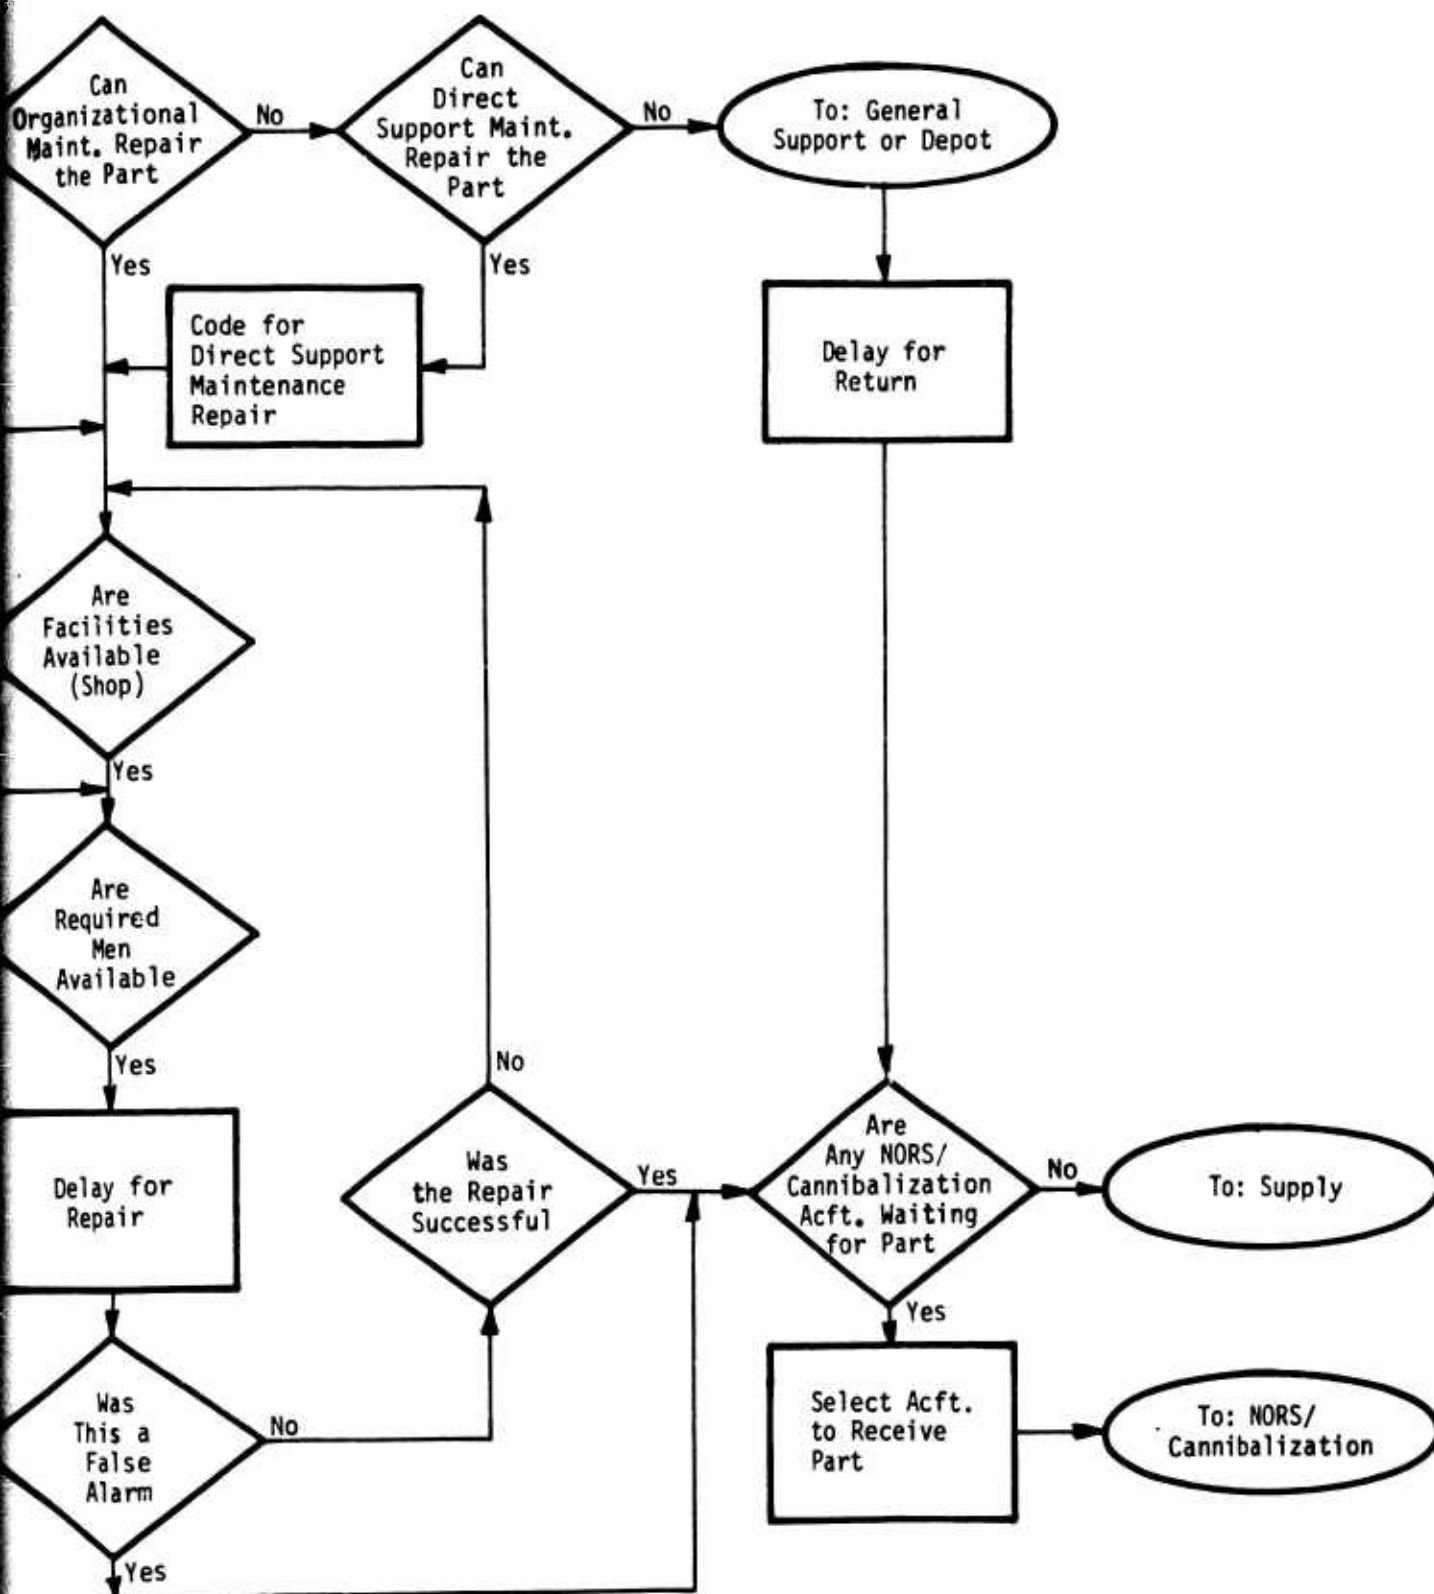 Can
Organizational
Maint. Repair
the Part
No
Can
Direct
Support Maint.
Repair the
Part
No
To: General
Support or Depot
Yes
Yes
Code for
Direct Support
Maintenance
Repair
Delay for
Return
Are
Facilities
Available
(Shop)
Yes
Are
Required
Men
Available
Yes
No
Delay for
Repair
Was
the Repair
Successful
Yes
Are
Any NORS/
Cannibalization
Acft. Waiting
for Part
No
To: Supply
Yes
Was
This a
False
Alarm
No
Select Acft.
to Receive
Part
To: NORS/
Cannibalization
Yes